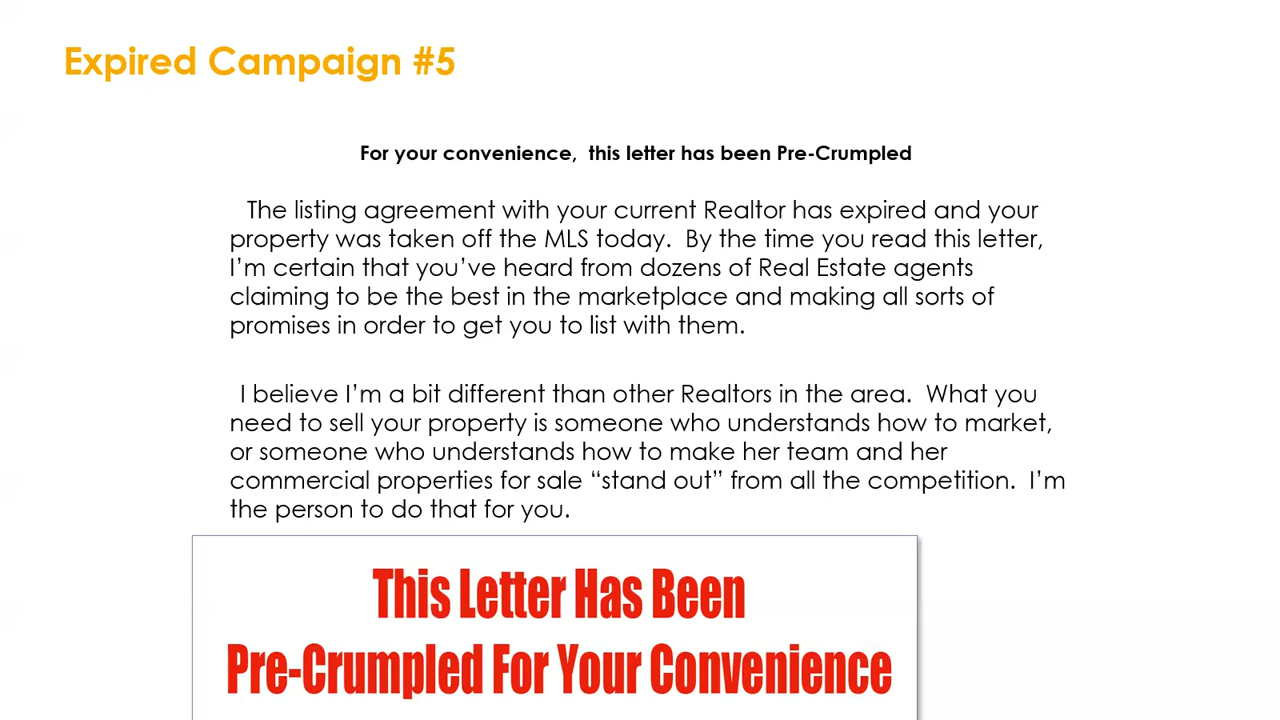 Expired Campaign #5
For your convenience,  this letter has been Pre-Crumpled
The listing agreement with your current Realtor has expired and your
property was taken off the MLS today.  By the time you read this letter,
I’m certain that you’ve heard from dozens of Real Estate agents
claiming to be the best in the marketplace and making all sorts of
promises in order to get you to list with them.
I believe I’m a bit different than other Realtors in the area.  What you
need to sell your property is someone who understands how to market,
or someone who understands how to make her team and her
commercial properties for sale “stand out” from all the competition.  I’m
the person to do that for you.
This Letter Has Been
Pre-Crumpled For Your Convenience